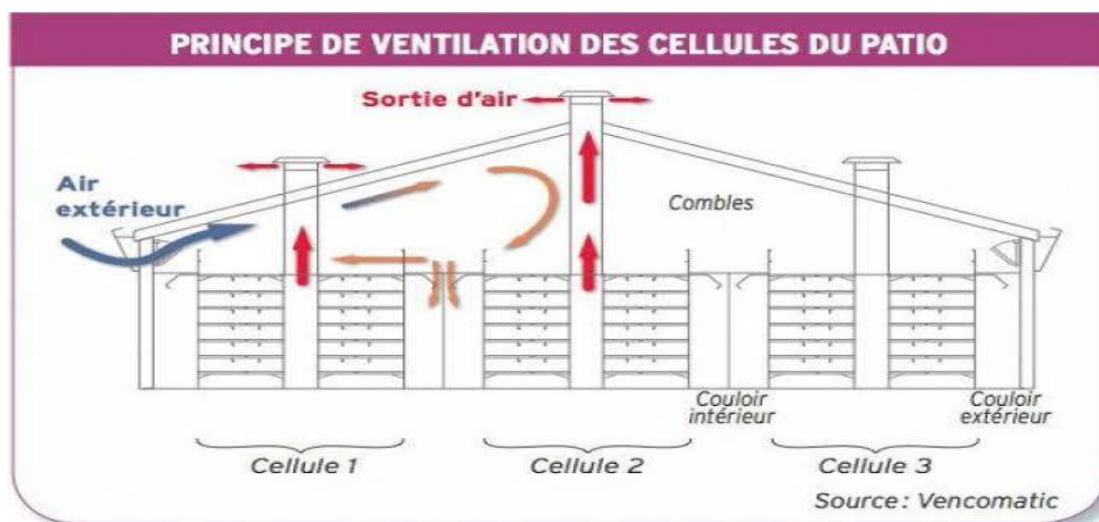 PRINCIPE DE VENTILATION DES CELLULES DU PATIO
Sortie d'air
Air
extérieur
Combles
Couloir
intérieur
Couloir
extérieur
Cellule 1
Cellule 2
Cellule 3
Source : Vencomatic